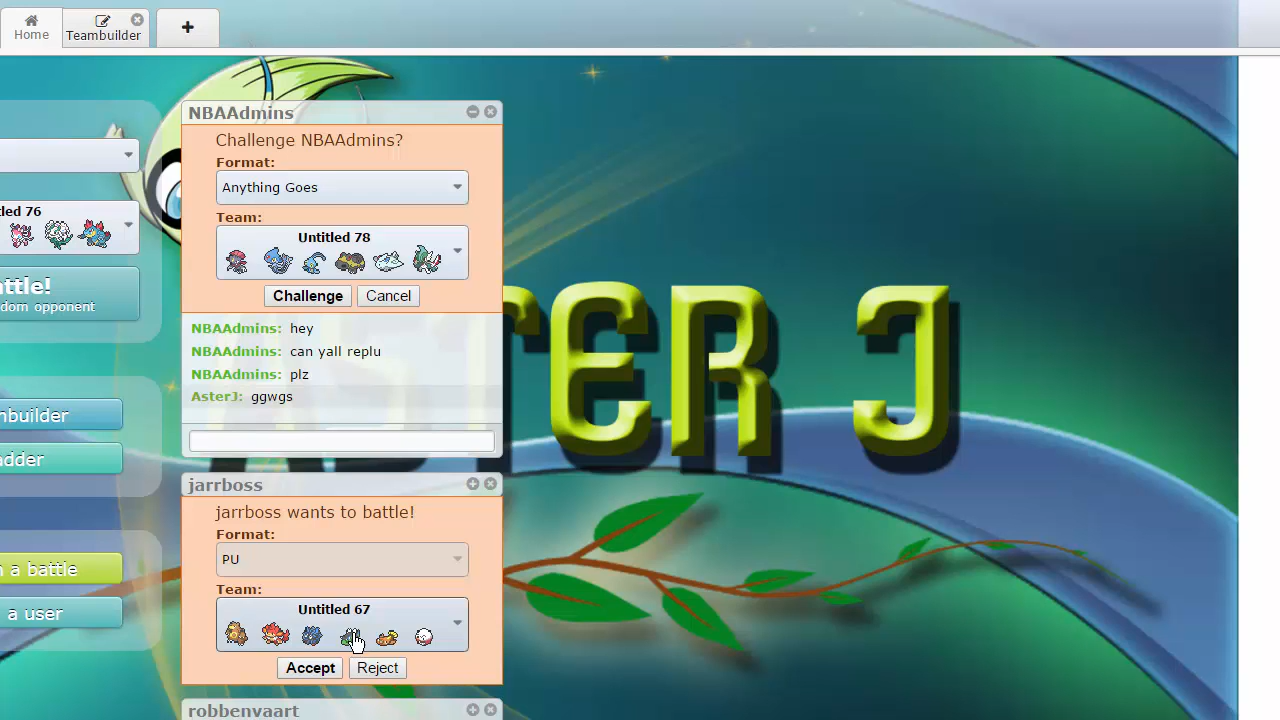 Home
Teambuilder
+
tled 76
attle!
dom opponent
nbuilder
adder
h a battle
a user
NBAAdmins
Challenge NBAAdmins?
Format:
Anything Goes
Team:
Untitled 78
Challenge Cancel
NBAAdmins: hey
NBAAdmins: can yall replu
NBAAdmins: plz
AsterJ: ggwgs
jarrboss
jarrboss wants to battle!
Format:
PU
Team:
Untitled 67
Accept Reject
robbenvaart
ASTER J